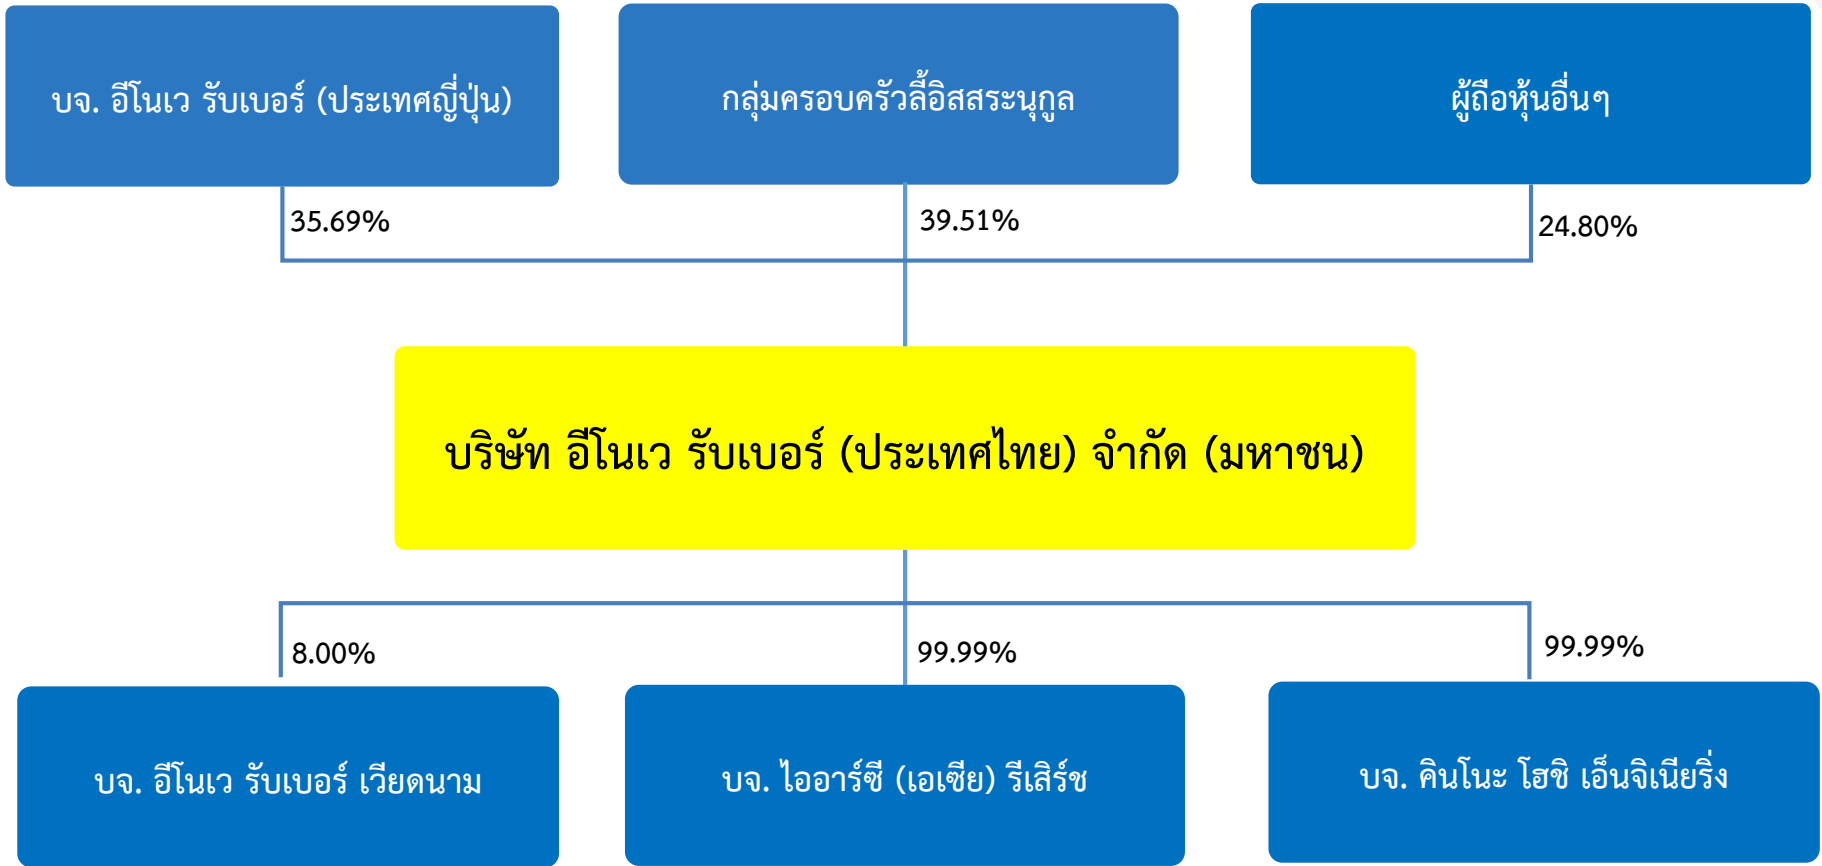 บจ. อีโนเว รับเบอร์ (ประเทศญี่ปุ่น)
กลุ่มครอบครัวลี้อิสสระนุกูล
ผู้ถือหุ้นอื่นๆ
35.69%
39.51%
24.80%
บริษัท อีโนเว รับเบอร์ (ประเทศไทย) จำกัด (มหาชน)
8.00%
99.99%
99.99%
บจ. อีโนเว รับเบอร์ เวียดนาม
บจ. ไออาร์ซี (เอเซีย) รีเสิร์ช
บจ. คินโนะ โฮชิ เอ็นจิเนียริ่ง